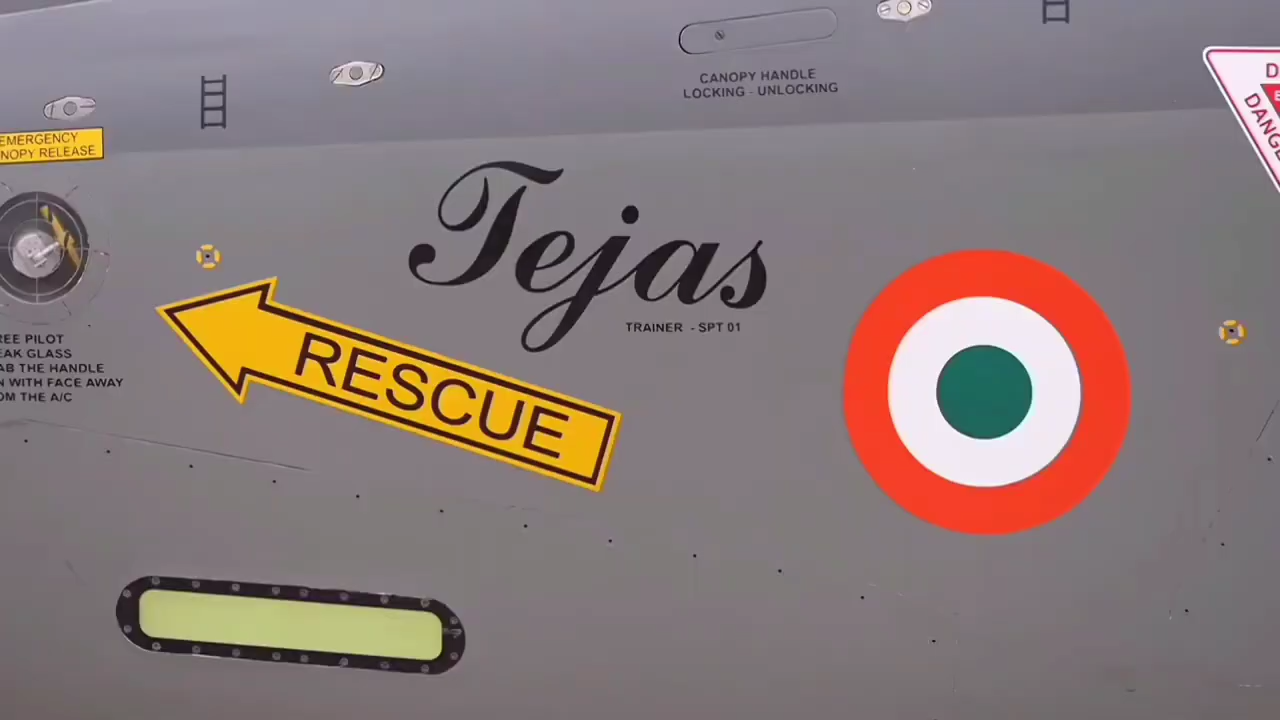 CANOPY HANDLE
LOCKING - UNLOCKING
EMERGENCY
NOPY RELEASE
Tejas
TRAINER - SPT 01
RESCUE
REE PILOT
EAK GLASS
AB THE HANDLE
N WITH FACE AWAY
OM THE A/C
D
DANGE